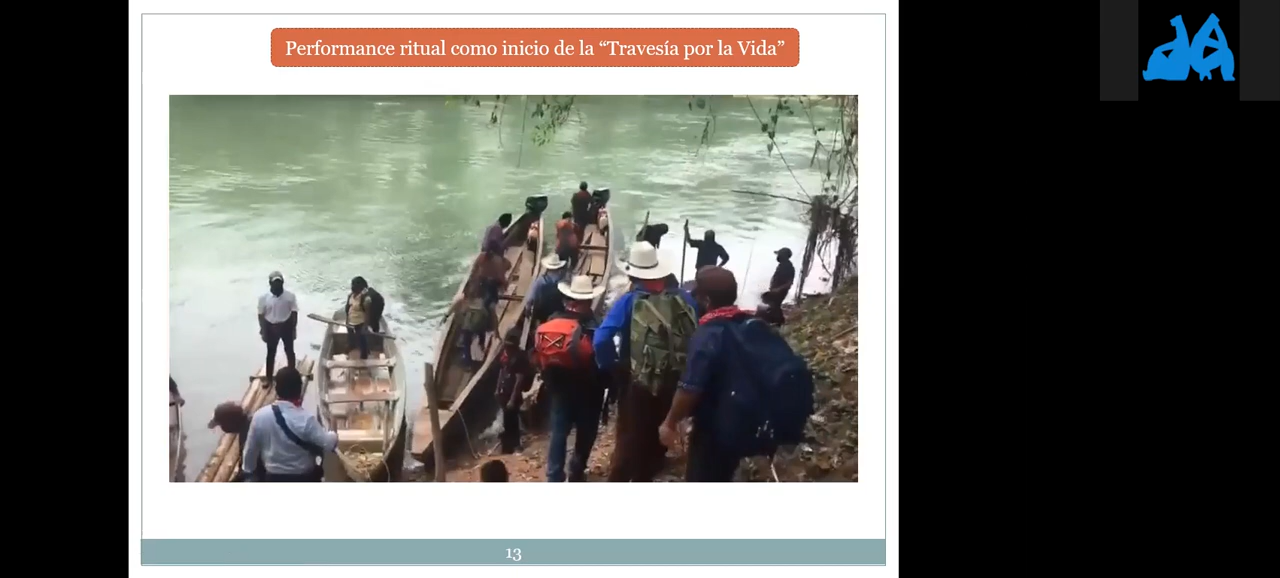 Performance ritual como inicio de la “Travesía por la Vida”
13